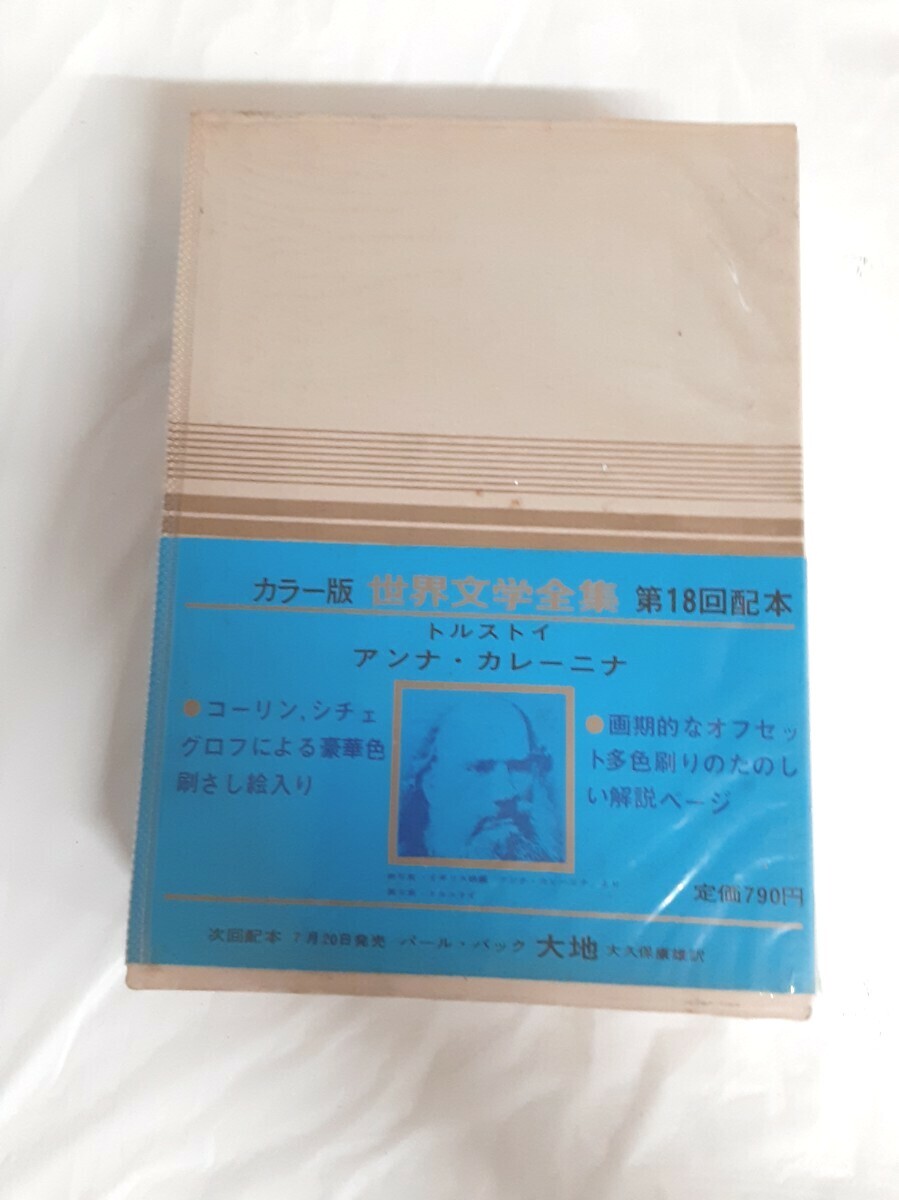 カラー版 世界文学全集 第18回配本
トルストイ
アンナ・カレーニナ
●コーリン、シチェ
グロフによる豪華色
刷さし絵入り
●画期的なオフセッ
ト多色刷りのたのし
い解説ページ
定価790円
次回配本 7月20日発売 パール・バック 大地 大久保康雄訳